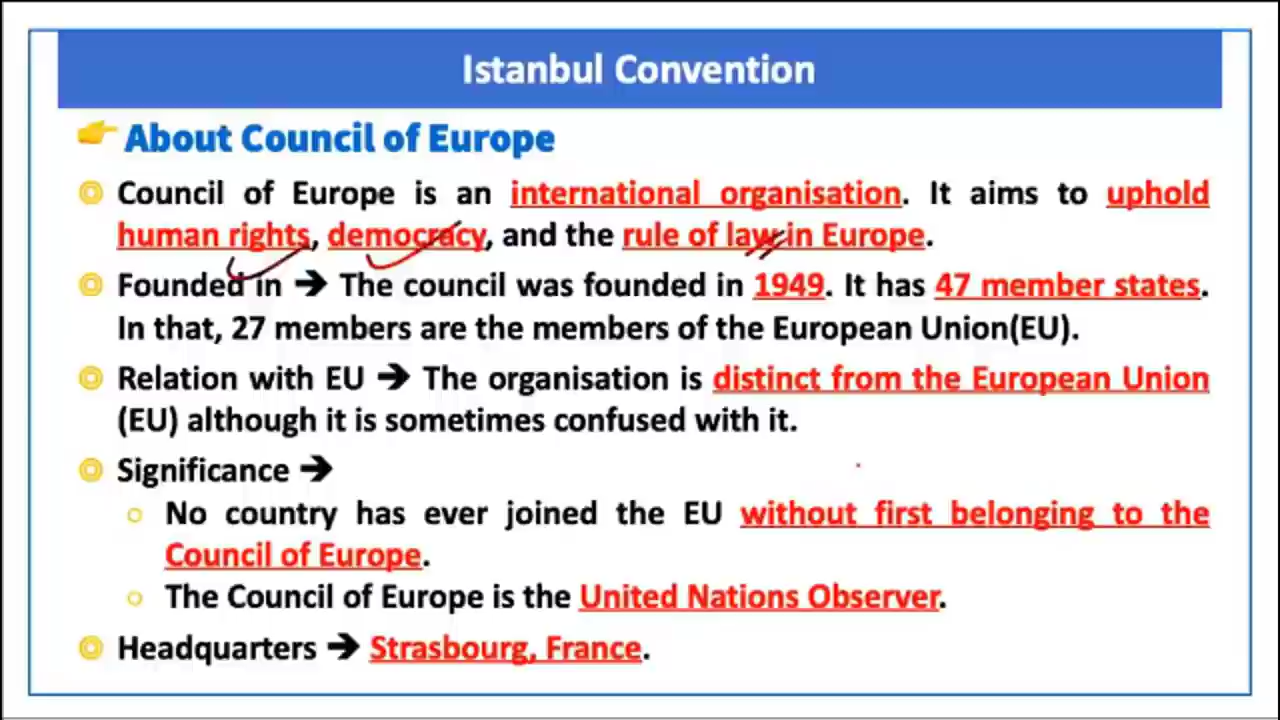 Istanbul Convention
👉 About Council of Europe
Council of Europe is an international organisation. It aims to uphold
human rights, democracy, and the rule of law in Europe.
Founded in ➔ The council was founded in 1949. It has 47 member states.
In that, 27 members are the members of the European Union(EU).
Relation with EU ➔ The organisation is distinct from the European Union
(EU) although it is sometimes confused with it.
Significance ➔
No country has ever joined the EU without first belonging to the
Council of Europe.
The Council of Europe is the United Nations Observer.
Headquarters ➔ Strasbourg, France.